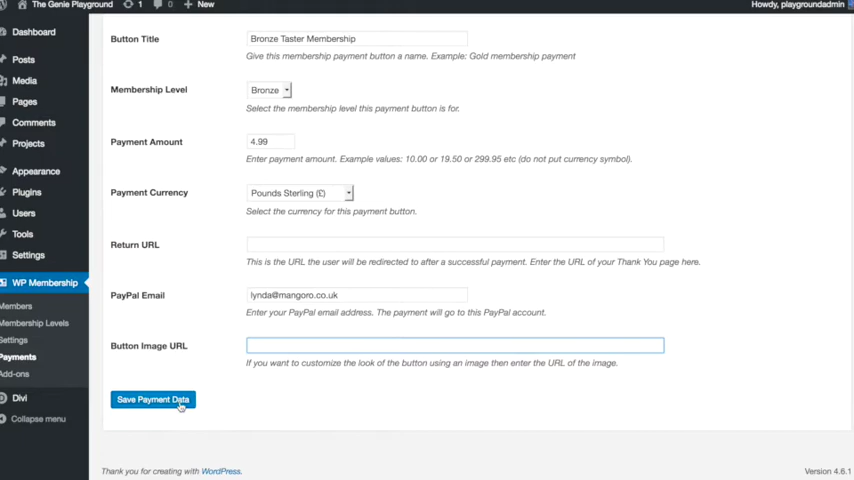 The Genie Playground 1 0 New Howdy, playgroundadmin
Dashboard
Posts
Media
Pages
Comments
Projects
Appearance
Plugins
Users
Tools
Settings
WP Membership
Members
Membership Levels
Settings
Payments
Add-ons
Divi
Collapse menu
Button Title Bronze Taster Membership
Give this membership payment button a name. Example: Gold membership payment
Membership Level Bronze
Select the membership level this payment button is for.
Payment Amount 4.99
Enter payment amount. Example values: 10.00 or 19.50 or 299.95 etc (do not put currency symbol).
Payment Currency Pounds Sterling (£)
Select the currency for this payment button.
Return URL
This is the URL the user will be redirected to after a successful payment. Enter the URL of your Thank You page here.
PayPal Email lynda@mangoro.co.uk
Enter your PayPal email address. The payment will go to this PayPal account.
Button Image URL
If you want to customize the look of the button using an image then enter the URL of the image.
Save Payment Data
Thank you for creating with WordPress. Version 4.6.1